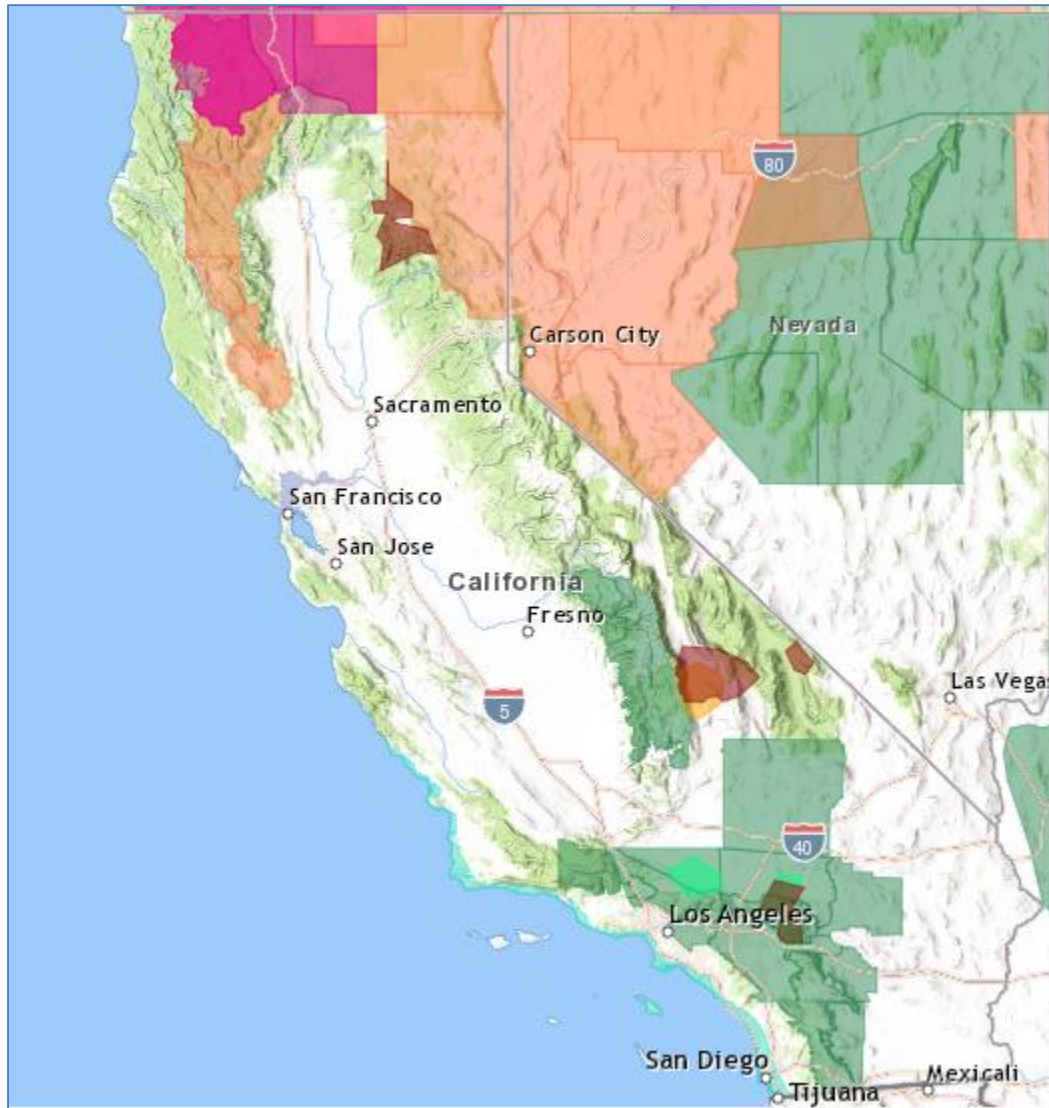 80
Nevada
Carson City
Sacramento
San Francisco
San Jose
California
Fresno
Las Vegas
5
40
Los Angeles
San Diego
Mexicali
Tijuana